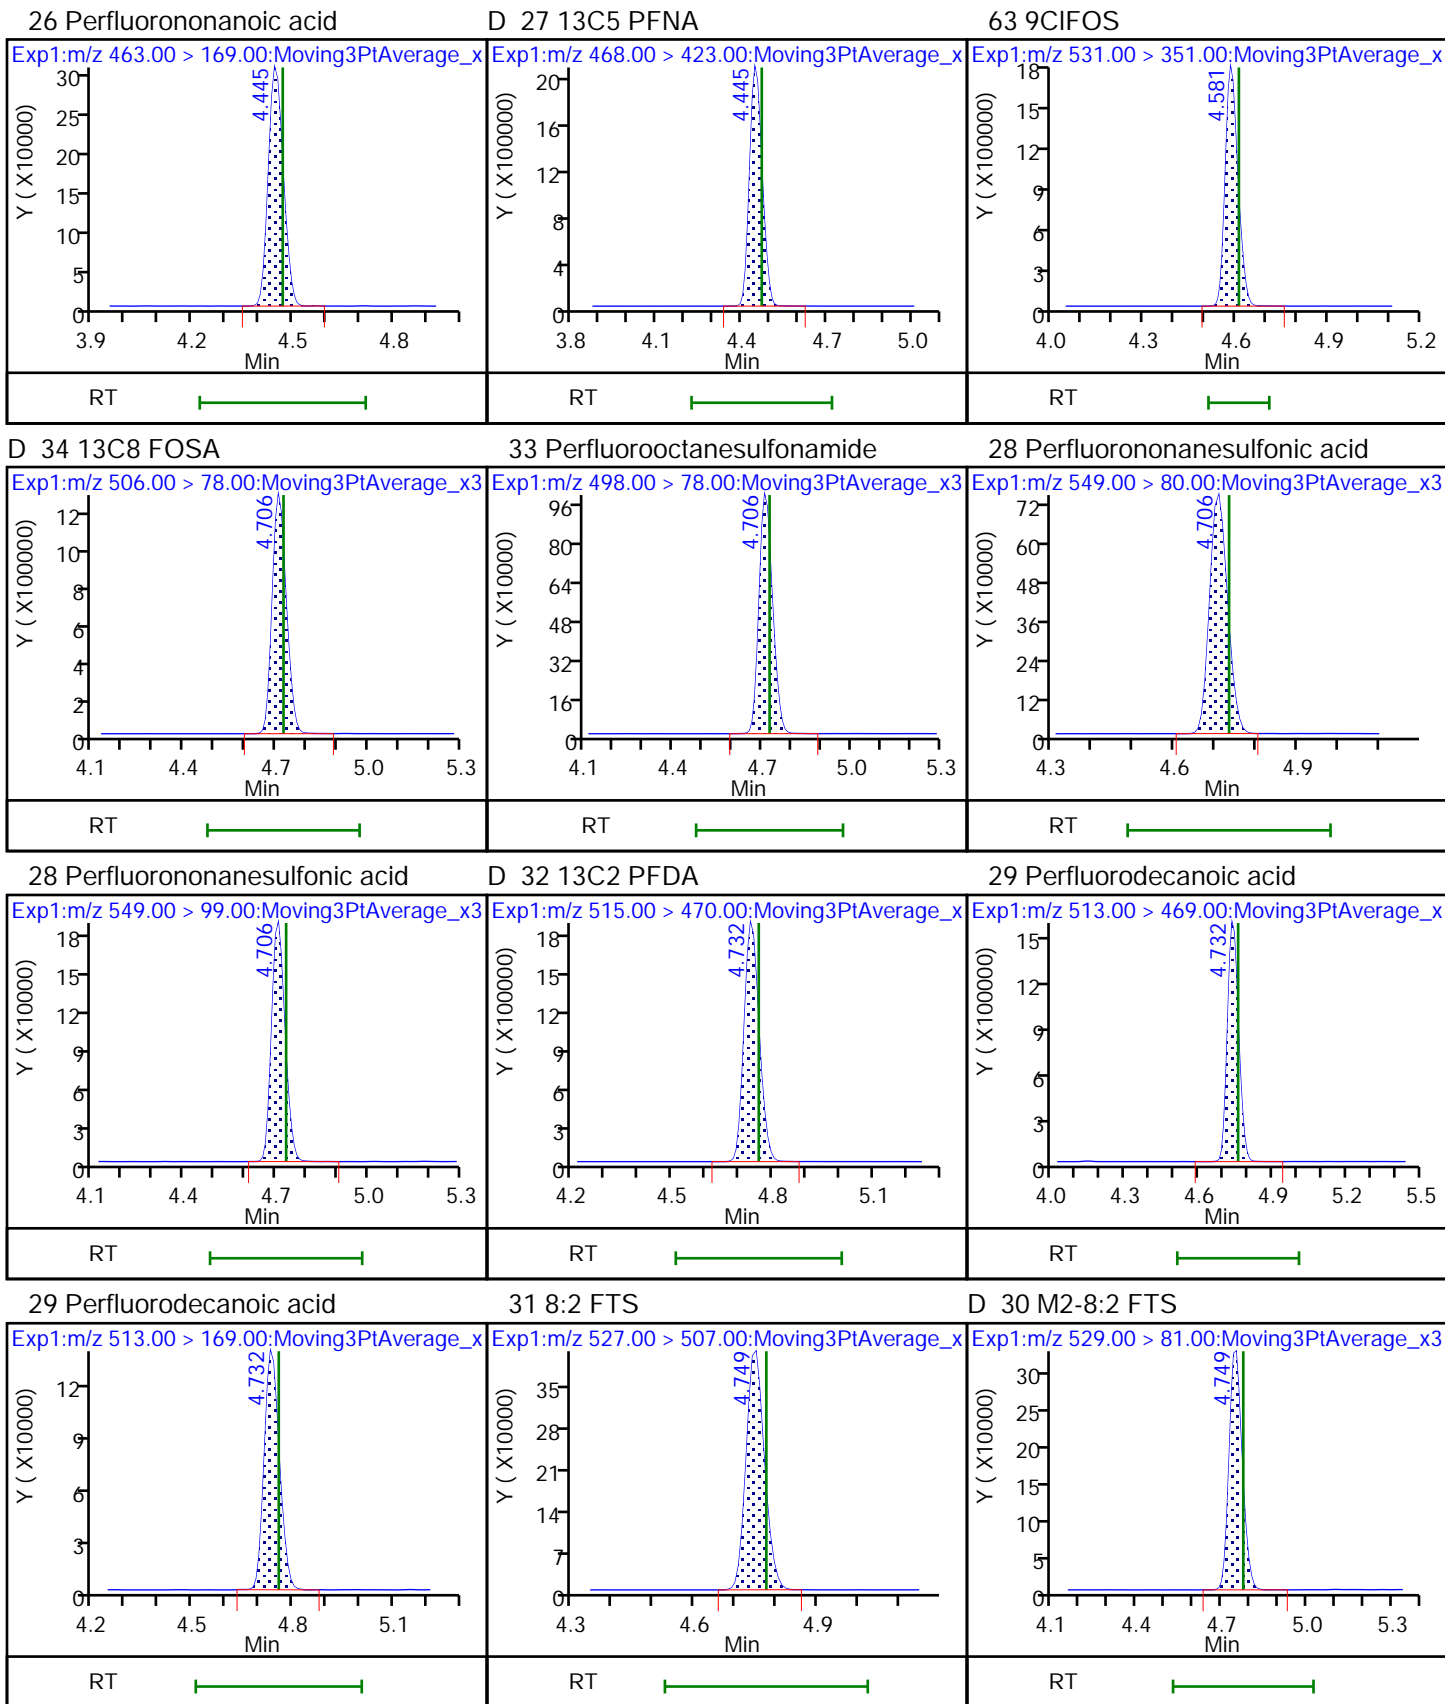 26 Perfluorononanoic acid
Exp1:m/z 463.00 > 169.00:Moving3PtAverage_x
Y ( X10000)
30
25
20
15
10
5
0
4.445
3.9 4.2 4.5 4.8
Min
RT
D 27 13C5 PFNA
Exp1:m/z 468.00 > 423.00:Moving3PtAverage_x
Y ( X100000)
20
16
12
8
4
0
4.445
3.8 4.1 4.4 4.7 5.0
Min
RT
63 9ClFOS
Exp1:m/z 531.00 > 351.00:Moving3PtAverage_x
Y ( X100000)
18
15
12
9
6
3
0
4.581
4.0 4.3 4.6 4.9 5.2
Min
RT
D 34 13C8 FOSA
Exp1:m/z 506.00 > 78.00:Moving3PtAverage_x3
Y ( X100000)
12
10
8
6
4
2
0
4.706
4.1 4.4 4.7 5.0 5.3
Min
RT
33 Perfluorooctanesulfonamide
Exp1:m/z 498.00 > 78.00:Moving3PtAverage_x3
Y ( X10000)
96
80
64
48
32
16
0
4.706
4.1 4.4 4.7 5.0 5.3
Min
RT
28 Perfluorononanesulfonic acid
Exp1:m/z 549.00 > 80.00:Moving3PtAverage_x3
Y ( X10000)
72
60
48
36
24
12
0
4.706
4.3 4.6 4.9
Min
RT
28 Perfluorononanesulfonic acid
Exp1:m/z 549.00 > 99.00:Moving3PtAverage_x3
Y ( X10000)
18
15
12
9
6
3
0
4.706
4.1 4.4 4.7 5.0 5.3
Min
RT
D 32 13C2 PFDA
Exp1:m/z 515.00 > 470.00:Moving3PtAverage_x
Y ( X100000)
18
15
12
9
6
3
0
4.732
4.2 4.5 4.8 5.1
Min
RT
29 Perfluorodecanoic acid
Exp1:m/z 513.00 > 469.00:Moving3PtAverage_x
Y ( X100000)
15
12
9
6
3
0
4.732
4.0 4.3 4.6 4.9 5.2 5.5
Min
RT
29 Perfluorodecanoic acid
Exp1:m/z 513.00 > 169.00:Moving3PtAverage_x
Y ( X10000)
12
9
6
3
0
4.732
4.2 4.5 4.8 5.1
Min
RT
31 8:2 FTS
Exp1:m/z 527.00 > 507.00:Moving3PtAverage_x
Y ( X10000)
35
28
21
14
7
0
4.749
4.3 4.6 4.9
Min
RT
D 30 M2-8:2 FTS
Exp1:m/z 529.00 > 81.00:Moving3PtAverage_x3
Y ( X10000)
30
25
20
15
10
5
0
4.749
4.1 4.4 4.7 5.0 5.3
Min
RT